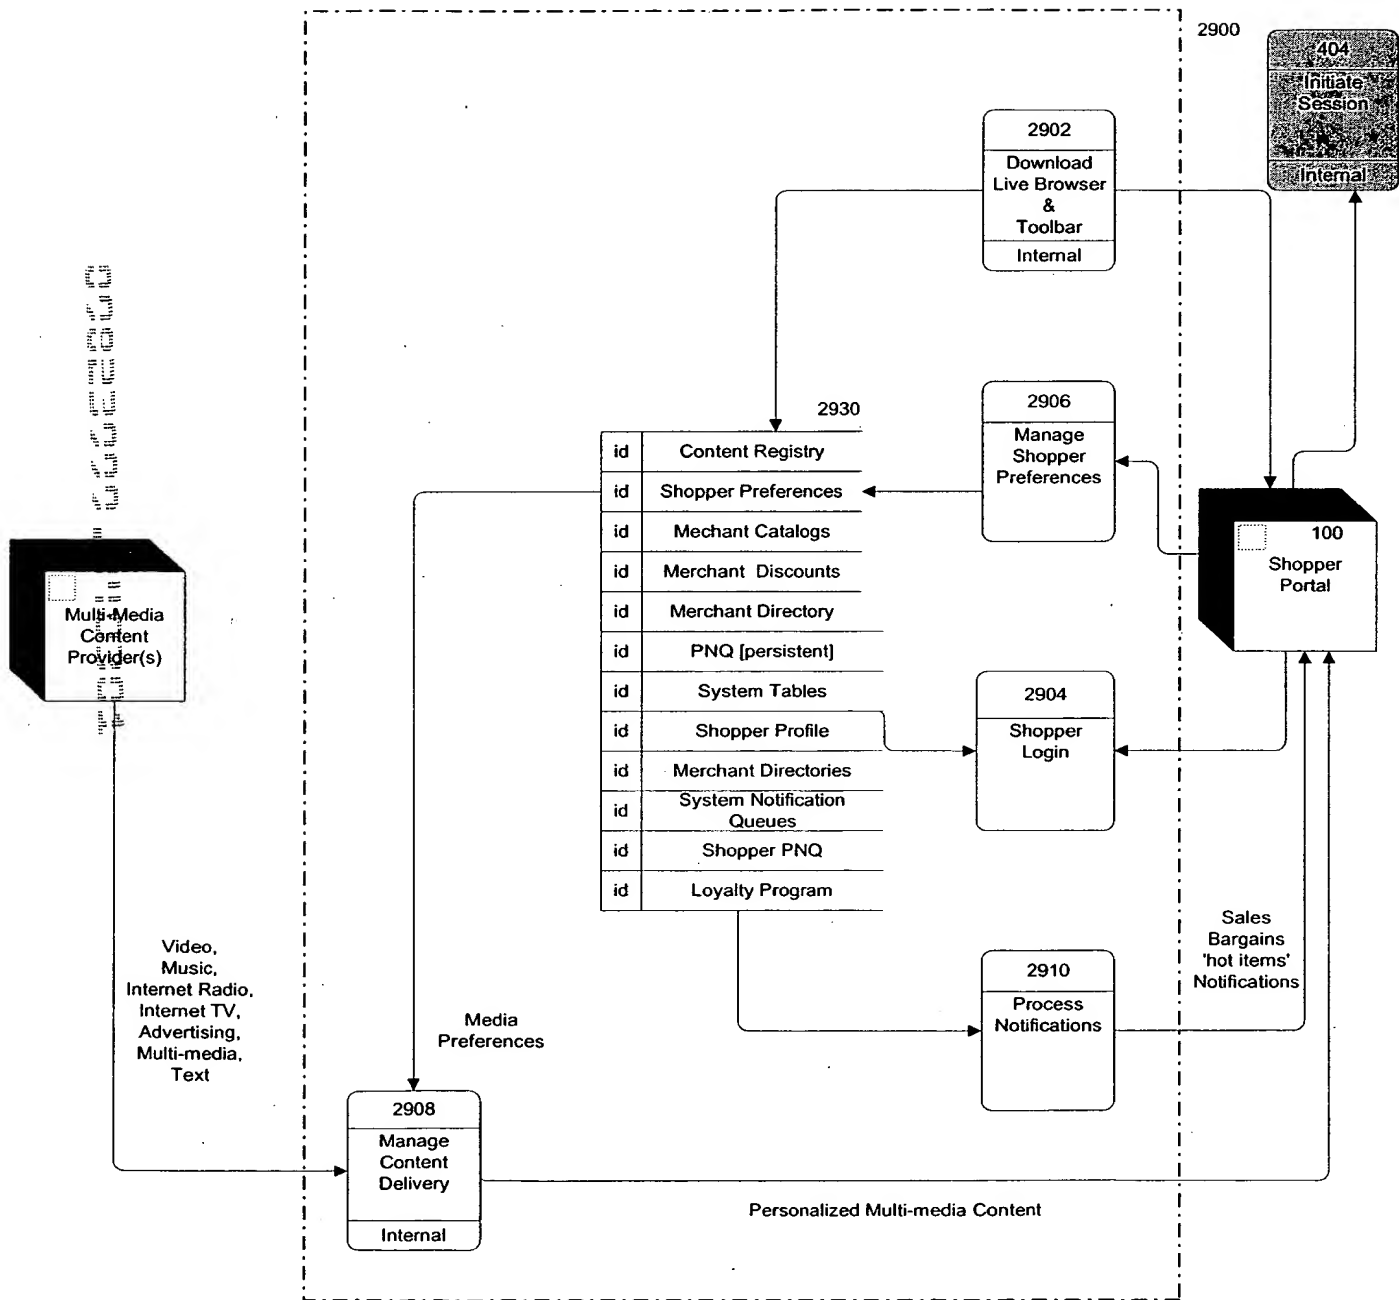 2900
404
Initiate
Session
Internal
2902
Download
Live Browser
&
Toolbar
Internal
2930
2906
Manage
Shopper
Preferences
id Content Registry
id Shopper Preferences
id Mechant Catalogs
id Merchant Discounts
id Merchant Directory
id PNQ [persistent]
id System Tables
id Shopper Profile
id Merchant Directories
id System Notification
Queues
id Shopper PNQ
id Loyalty Program
100
Shopper
Portal
Multi-Media
Content
Provider(s)
2904
Shopper
Login
Sales
Bargains
'hot items'
Notifications
2910
Process
Notifications
Video,
Music,
Internet Radio,
Internet TV,
Advertising,
Multi-media,
Text
Media
Preferences
2908
Manage
Content
Delivery
Internal
Personalized Multi-media Content